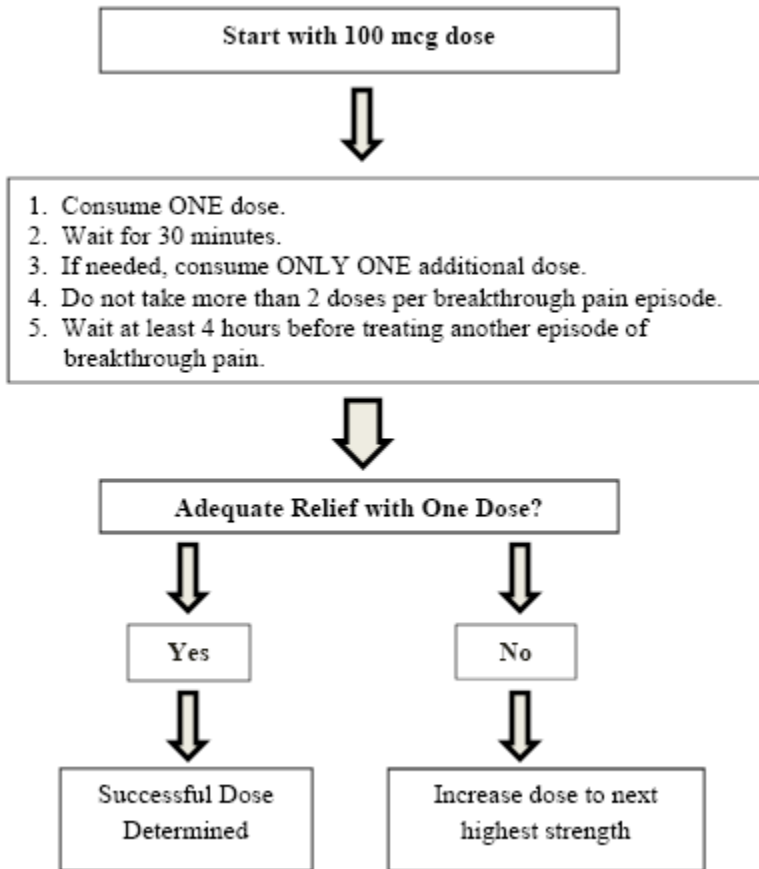 Start with 100 mcg dose
1. Consume ONE dose.
2. Wait for 30 minutes.
3. If needed, consume ONLY ONE additional dose.
4. Do not take more than 2 doses per breakthrough pain episode.
5. Wait at least 4 hours before treating another episode of
breakthrough pain.
Adequate Relief with One Dose?
Yes
No
Successful Dose
Determined
Increase dose to next
highest strength